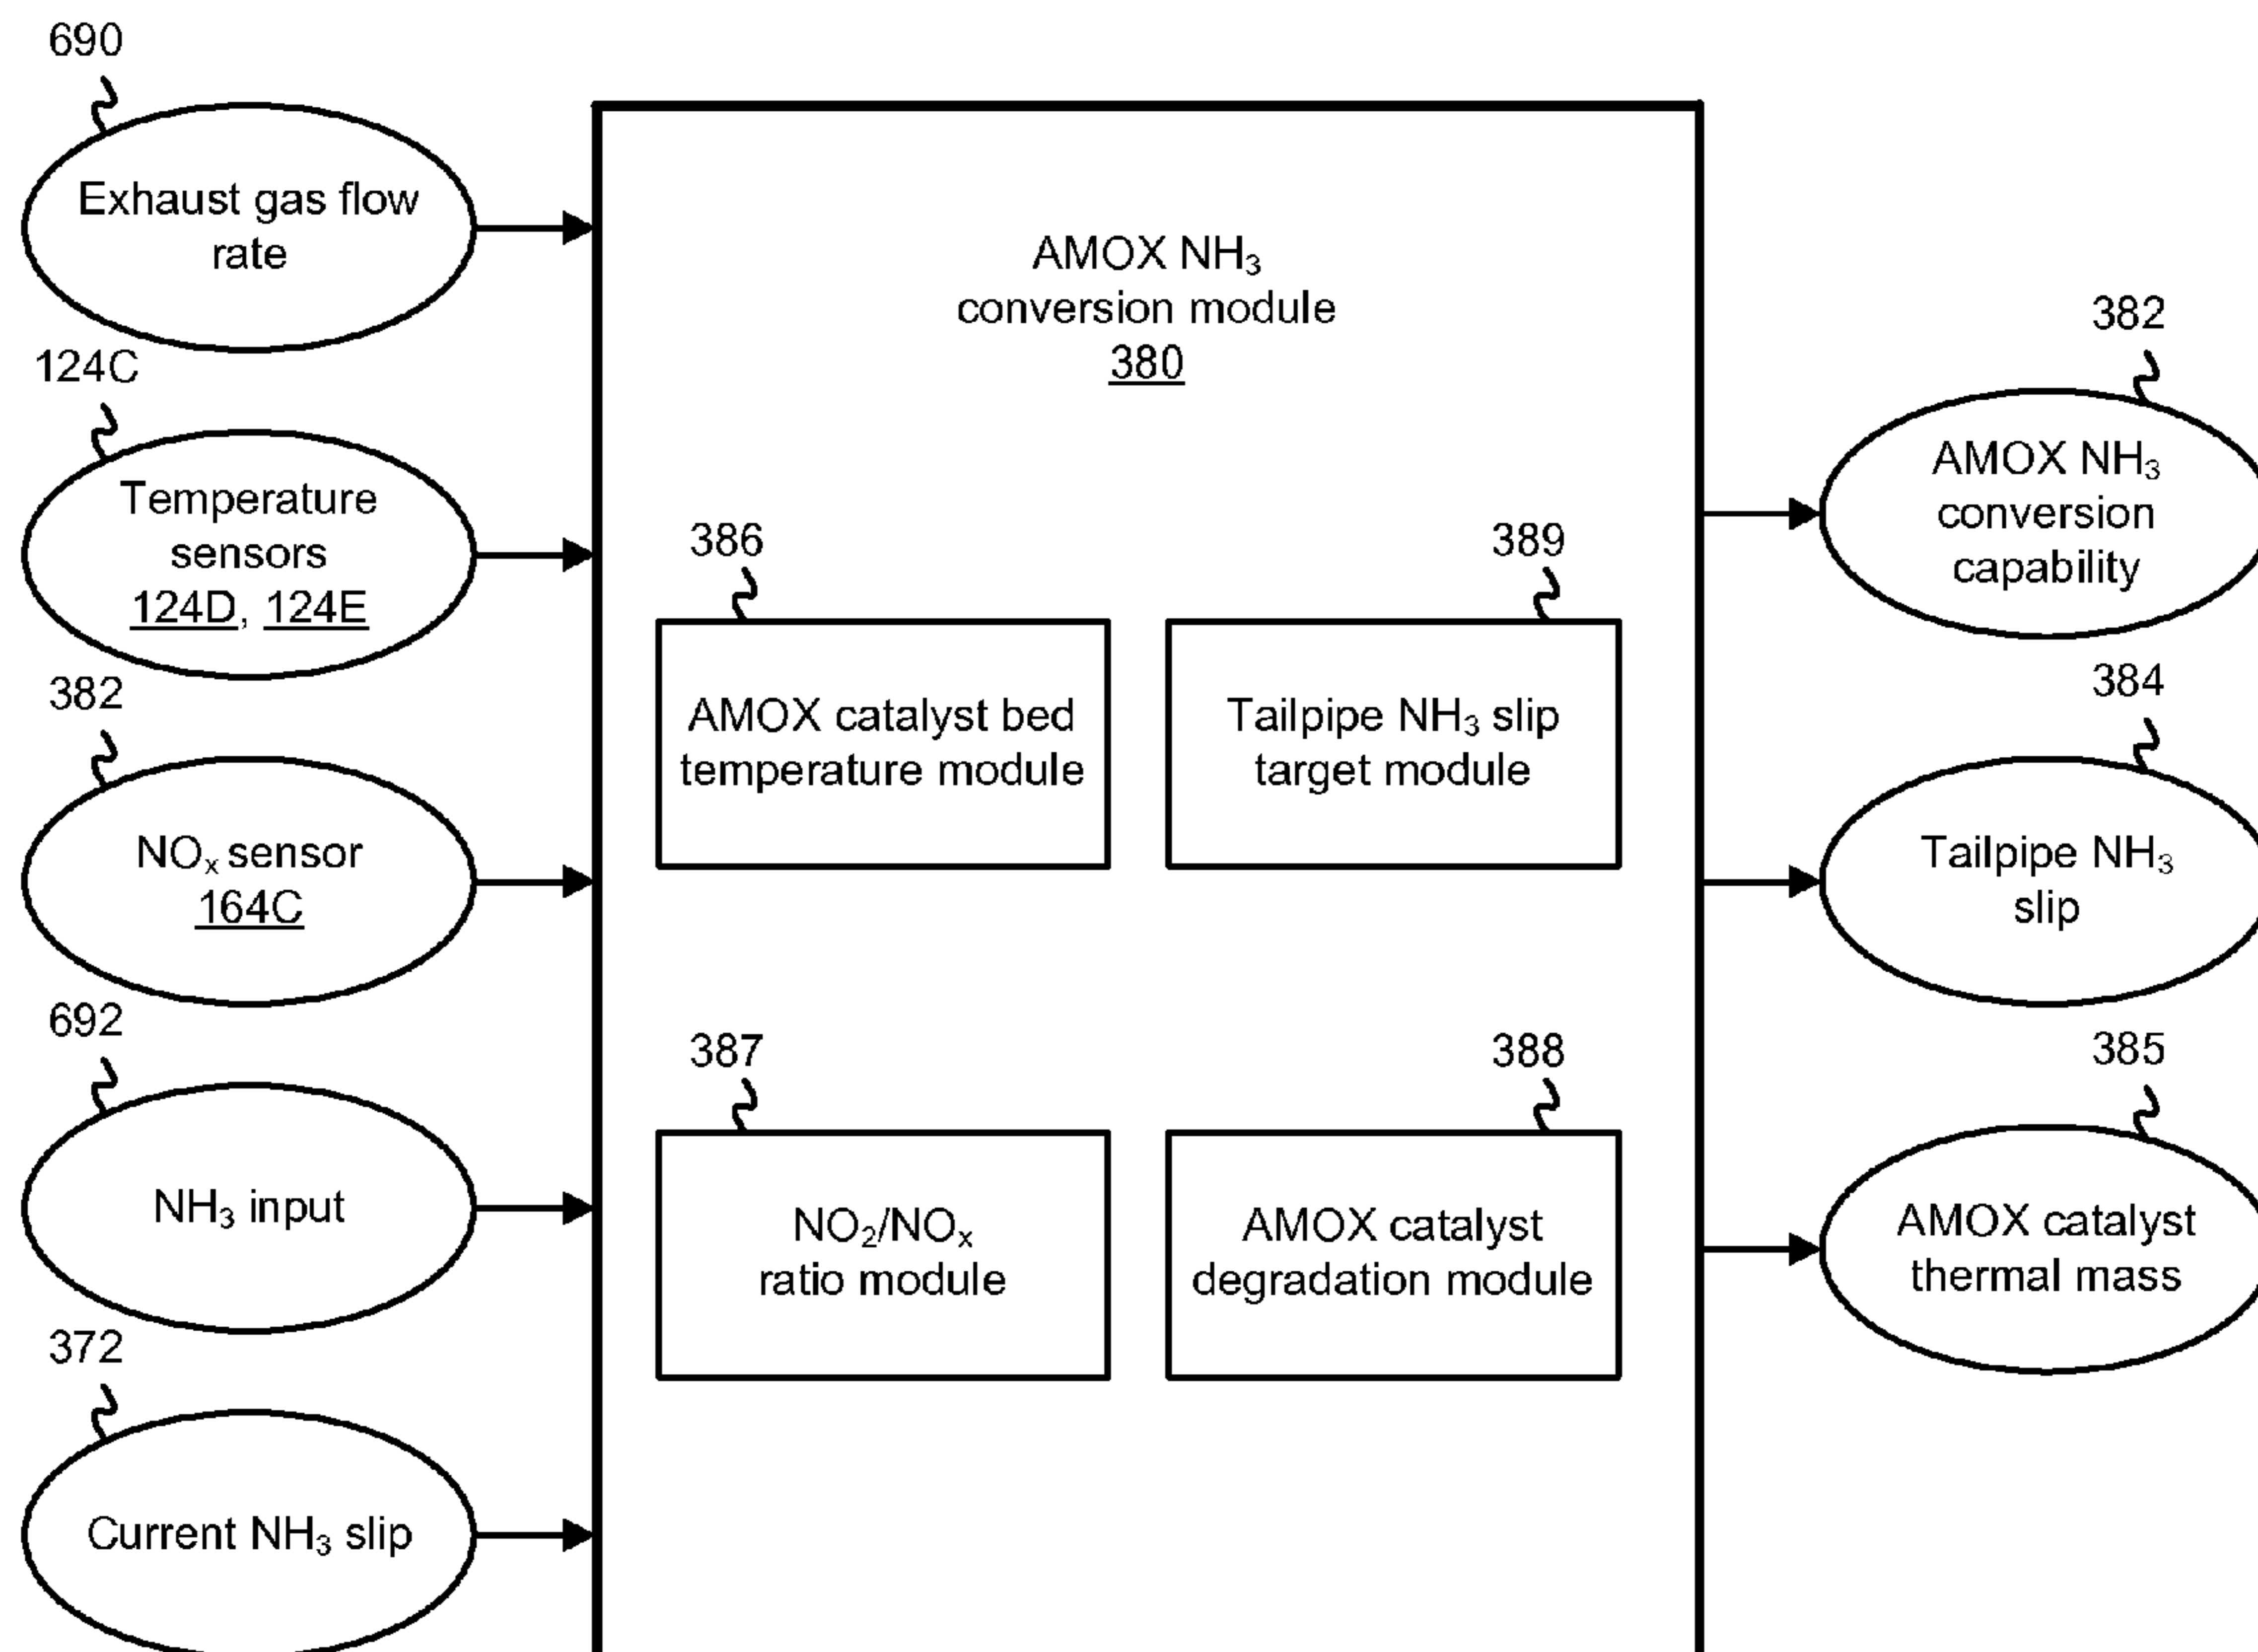 690
Exhaust gas flow
rate
124C
Temperature
sensors
124D, 124E
382
NOx sensor
164C
692
NH3 input
372
Current NH3 slip
AMOX NH3
conversion module
380
386
AMOX catalyst bed
temperature module
389
Tailpipe NH3 slip
target module
387
NO2/NOx
ratio module
388
AMOX catalyst
degradation module
382
AMOX NH3
conversion
capability
384
Tailpipe NH3
slip
385
AMOX catalyst
thermal mass